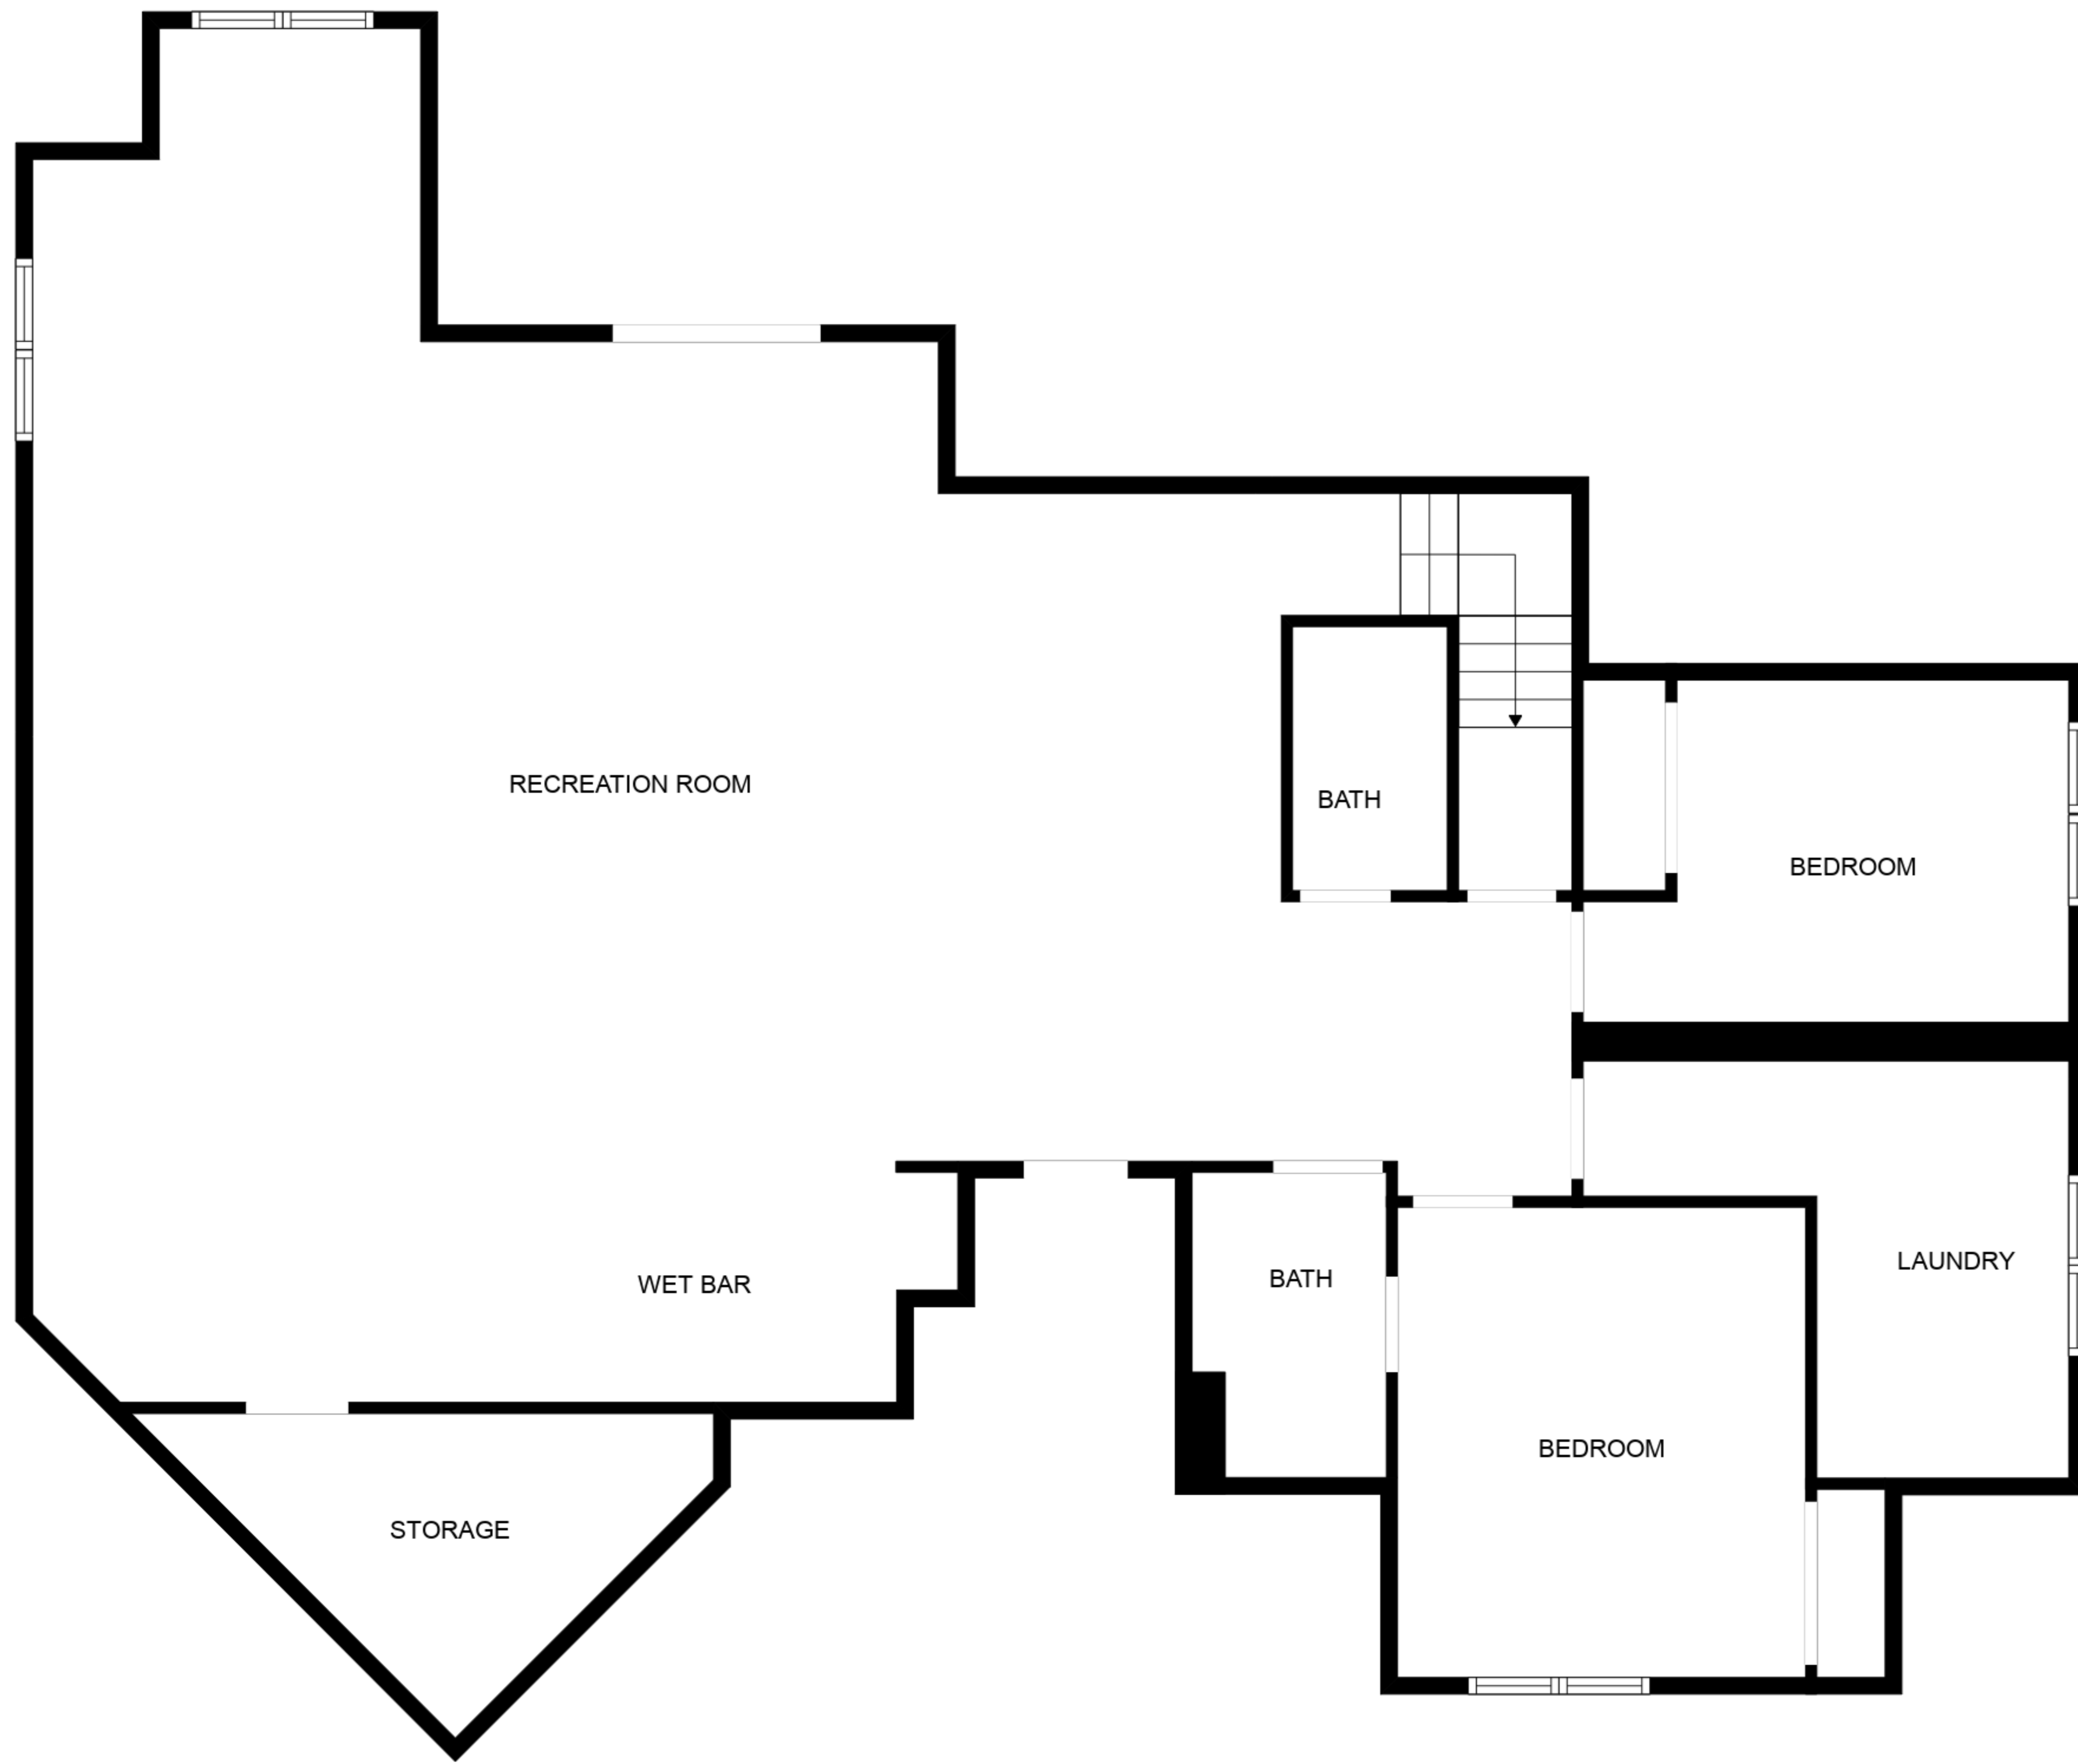 RECREATION ROOM
BATH
BEDROOM
LAUNDRY
WET BAR
BATH
BEDROOM
STORAGE